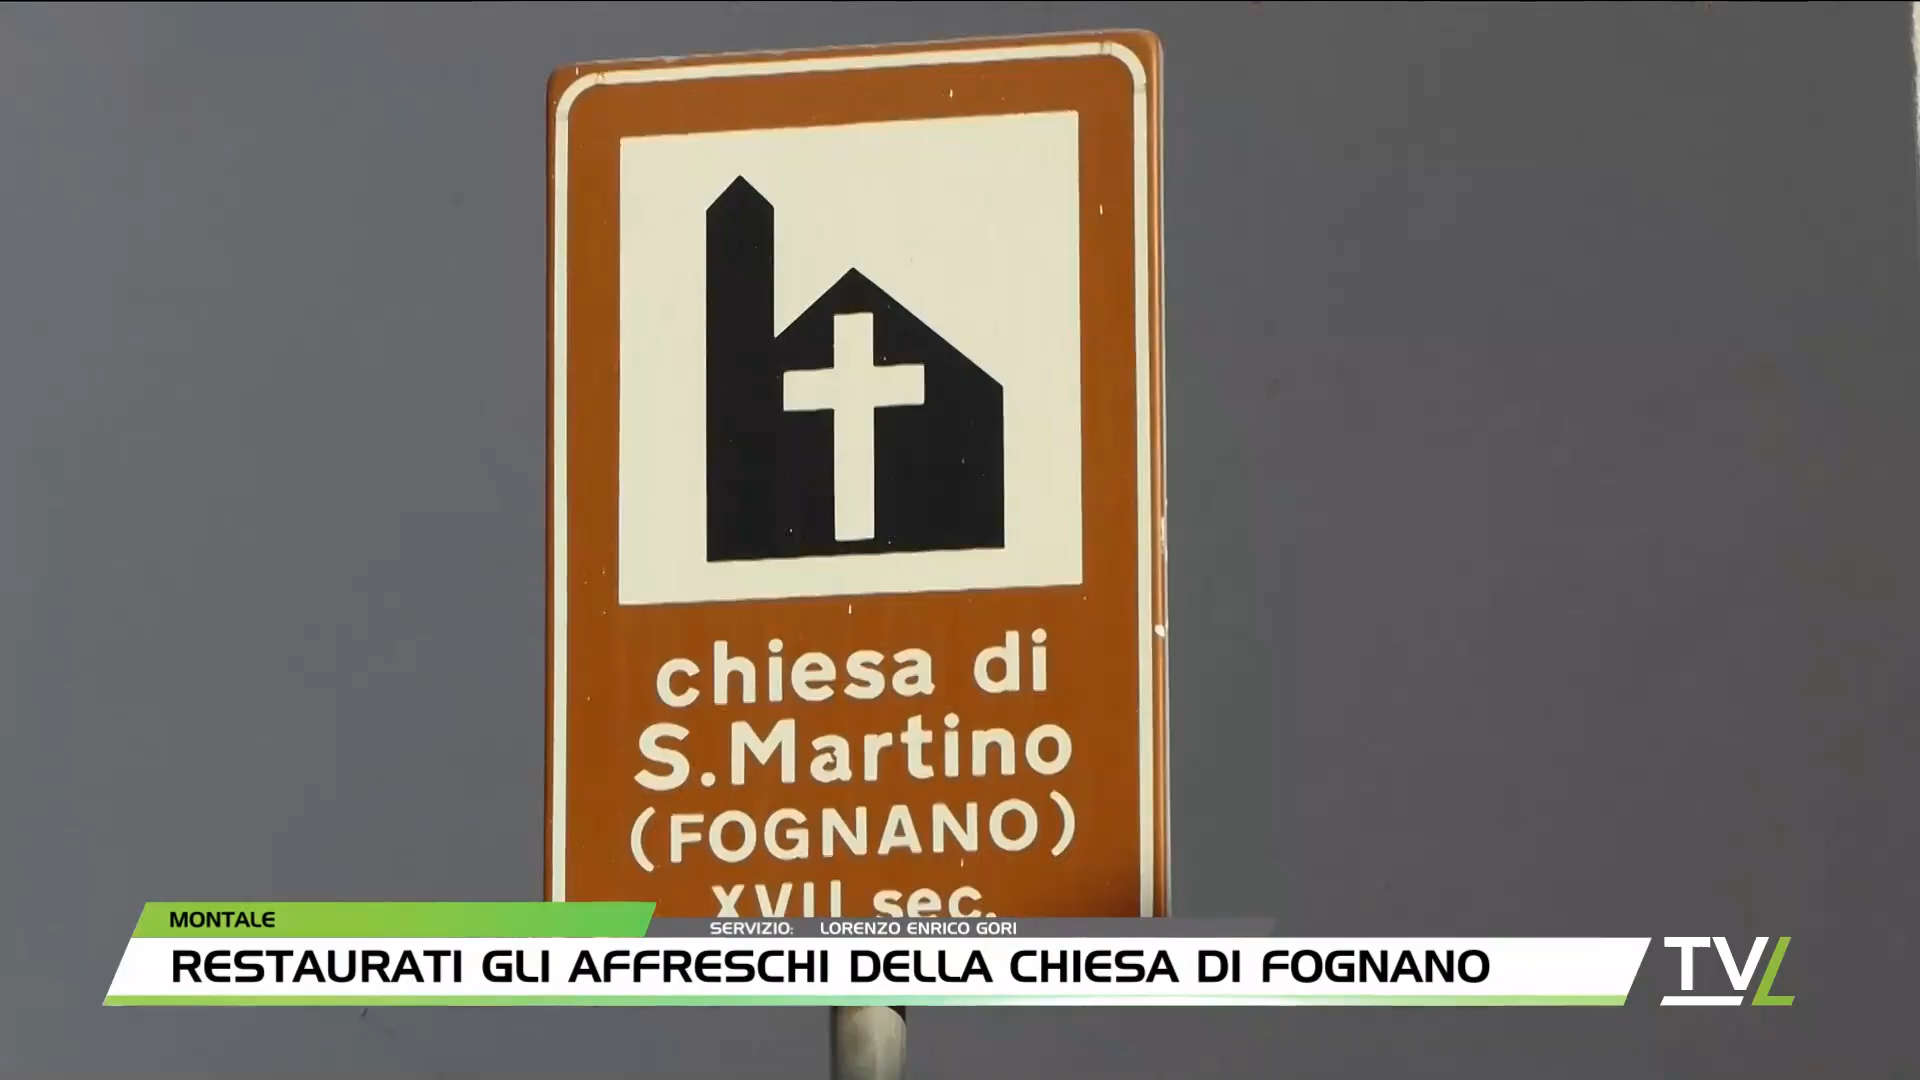 chiesa di
S.Martino
(FOGNANO)
XVII sec.
MONTALE
SERVIZIO: LORENZO ENRICO GORI
RESTAURATI GLI AFFRESCHI DELLA CHIESA DI FOGNANO
TVL